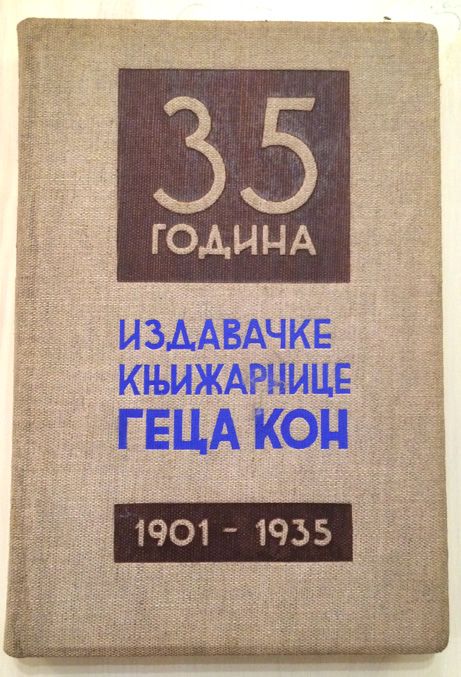 35
ГОДИНА
ИЗДАВАЧКЕ
КЊИЖАРНИЦЕ
ГЕЦА КОН
1901 - 1935